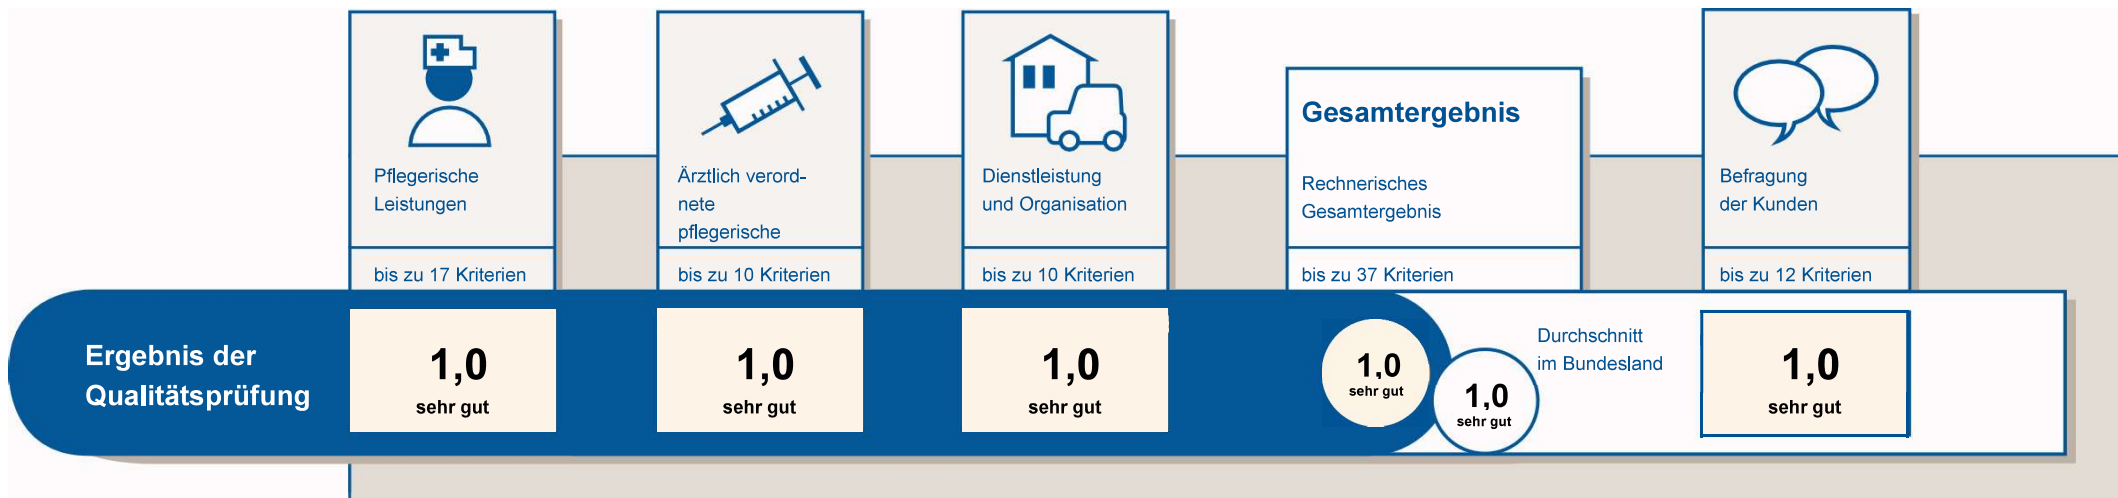 Pflegerische
Leistungen
bis zu 17 Kriterien
Ärztlich verord-
nete
pflegerische
bis zu 10 Kriterien
Dienstleistung
und Organisation
bis zu 10 Kriterien
Gesamtergebnis
Rechnerisches
Gesamtergebnis
bis zu 37 Kriterien
Befragung
der Kunden
bis zu 12 Kriterien
Ergebnis der
Qualitätsprüfung
1,0
sehr gut
1,0
sehr gut
1,0
sehr gut
1,0
sehr gut
1,0
sehr gut
Durchschnitt
im Bundesland
1,0
sehr gut